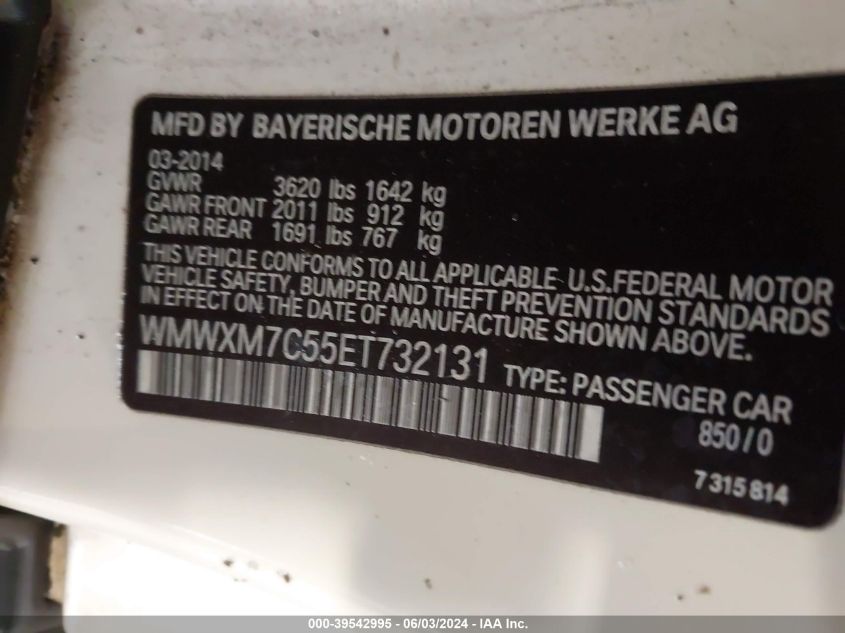 MFD BY BAYERISCHE MOTOREN WERKE AG
03-2014
GVWR 3620 lbs 1642 kg
GAWR FRONT 2011 lbs 912 kg
GAWR REAR 1691 lbs 767 kg
THIS VEHICLE CONFORMS TO ALL APPLICABLE U.S.FEDERAL MOTOR
VEHICLE SAFETY, BUMPER AND THEFT PREVENTION STANDARDS
IN EFFECT ON THE DATE OF MANUFACTURE SHOWN ABOVE.
WMWXM7C55ET732131 TYPE: PASSENGER CAR
850/0
7 315 814
000-39542995 - 06/03/2024 - IAA Inc.